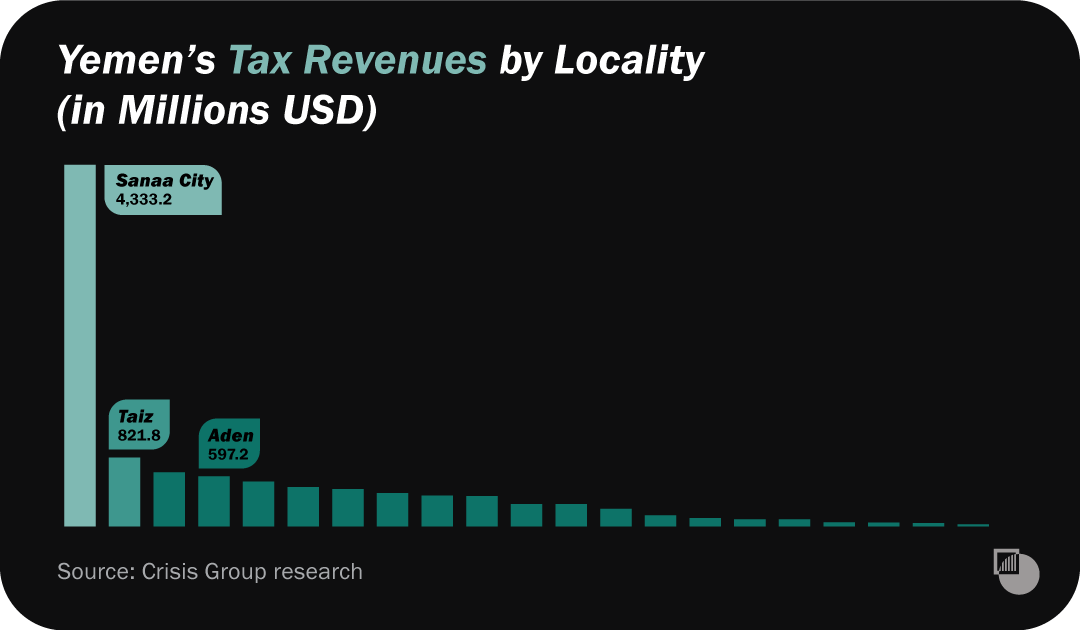 Yemen’s Tax Revenues by Locality
(in Millions USD)
Sanaa City
4,333.2
Taiz
821.8
Aden
597.2
Source: Crisis Group research